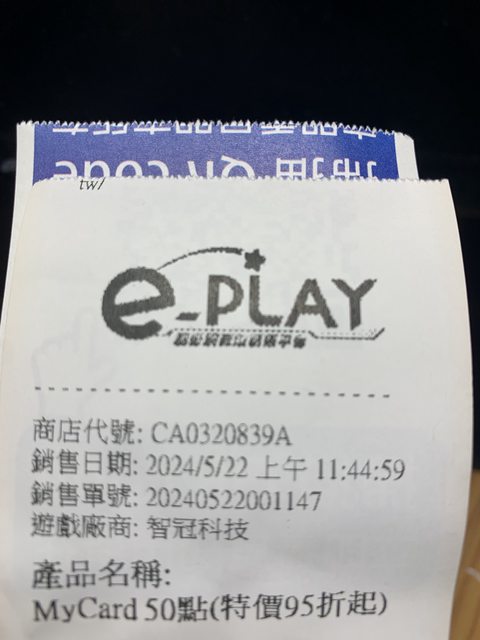 tw/
e-PLAY
商店代號: CA0320839A
銷售日期: 2024/5/22 上午 11:44:59
銷售單號: 20240522001147
遊戲廠商: 智冠科技
產品名稱:
MyCard 50點(特價95折起)